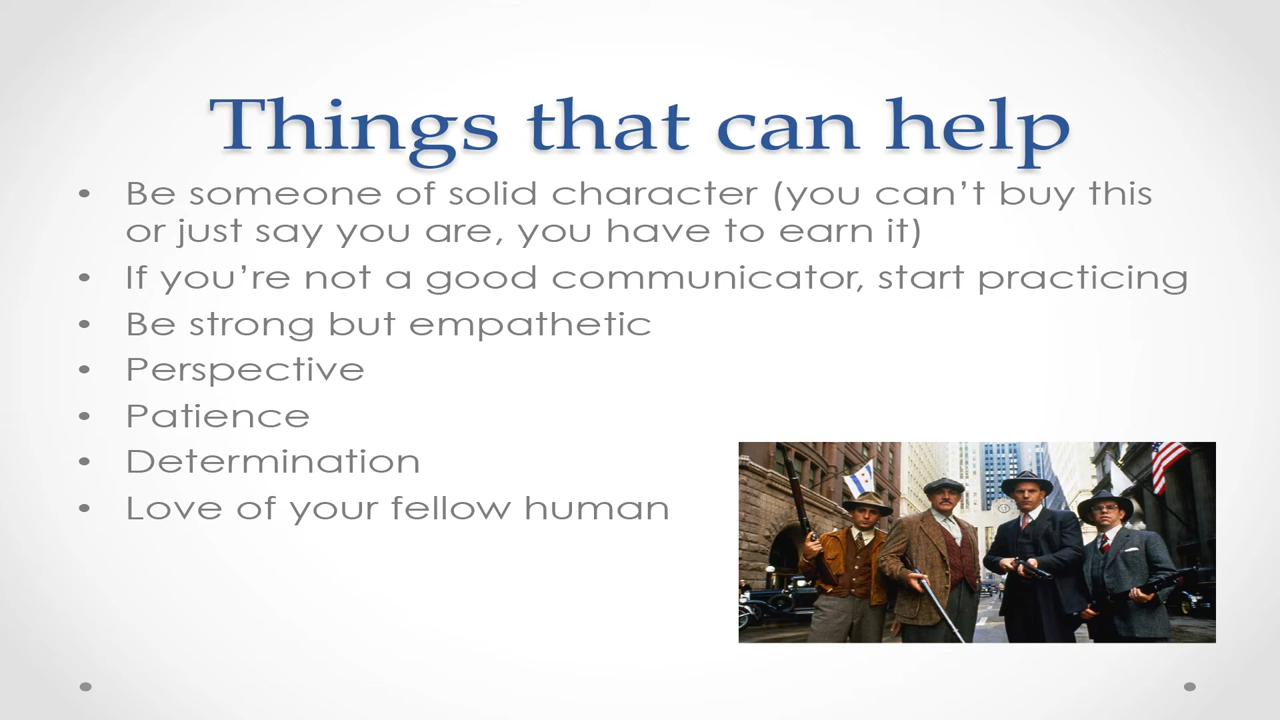 Things that can help
• Be someone of solid character (you can’t buy this
or just say you are, you have to earn it)
• If you’re not a good communicator, start practicing
• Be strong but empathetic
• Perspective
• Patience
• Determination
• Love of your fellow human